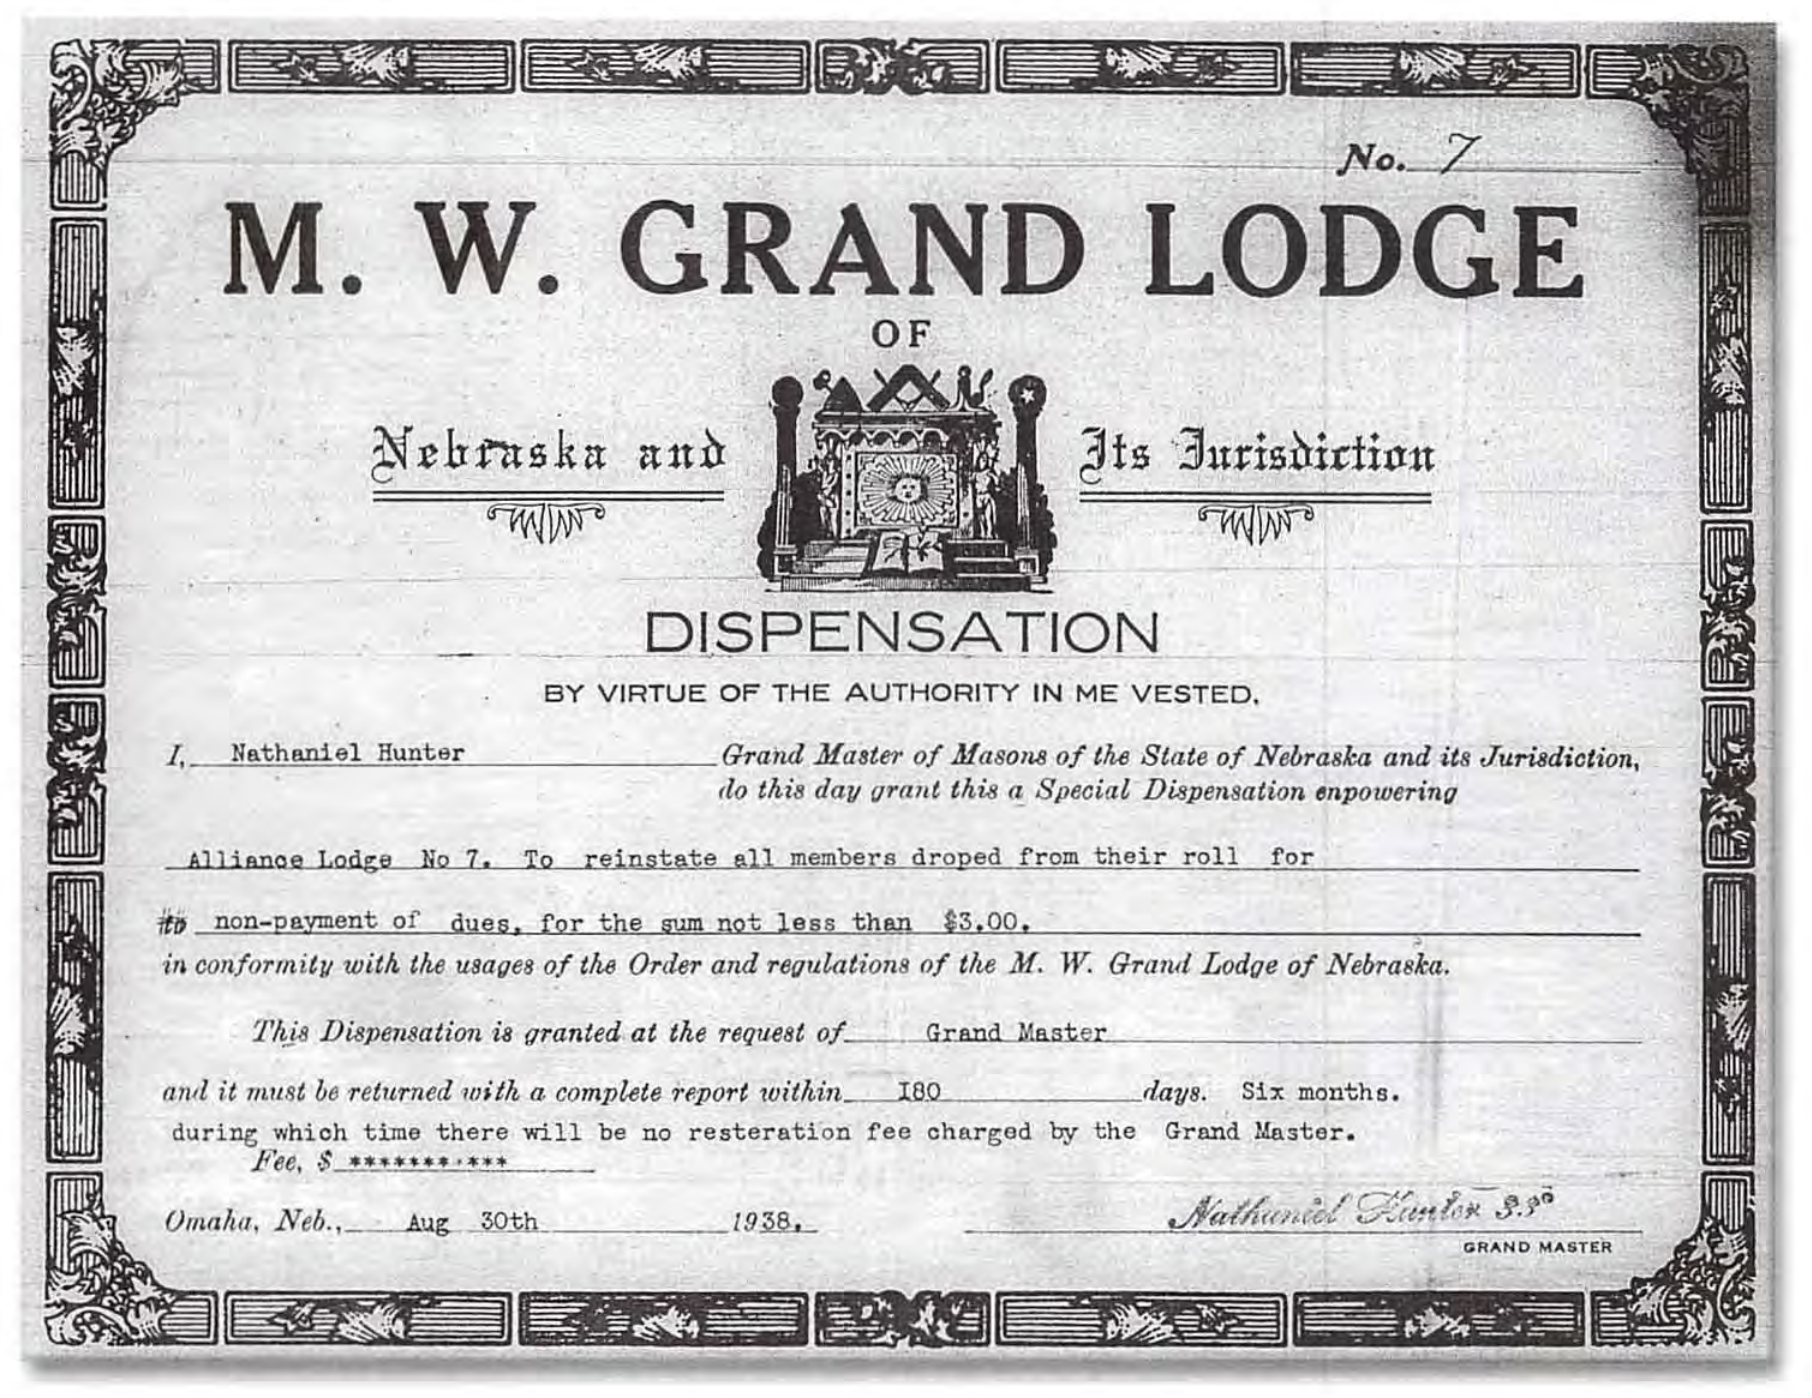 No. 7
M. W. GRAND LODGE
OF
Nebraska and Its Jurisdiction
DISPENSATION
BY VIRTUE OF THE AUTHORITY IN ME VESTED,
I, Nathaniel Hunter Grand Master of Masons of the State of Nebraska and its Jurisdiction,
do this day grant this a Special Dispensation enpowering
Alliance Lodge No 7. To reinstate all members droped from their roll for
to non-payment of dues, for the sum not less than $3.00.
in conformity with the usages of the Order and regulations of the M. W. Grand Lodge of Nebraska.
This Dispensation is granted at the request of Grand Master
and it must be returned with a complete report within I80 days. Six months.
during which time there will be no resteration fee charged by the Grand Master.
Fee, $ **********
Omaha, Neb., Aug 30th 1938.
Nathaniel Hunter 33°
GRAND MASTER